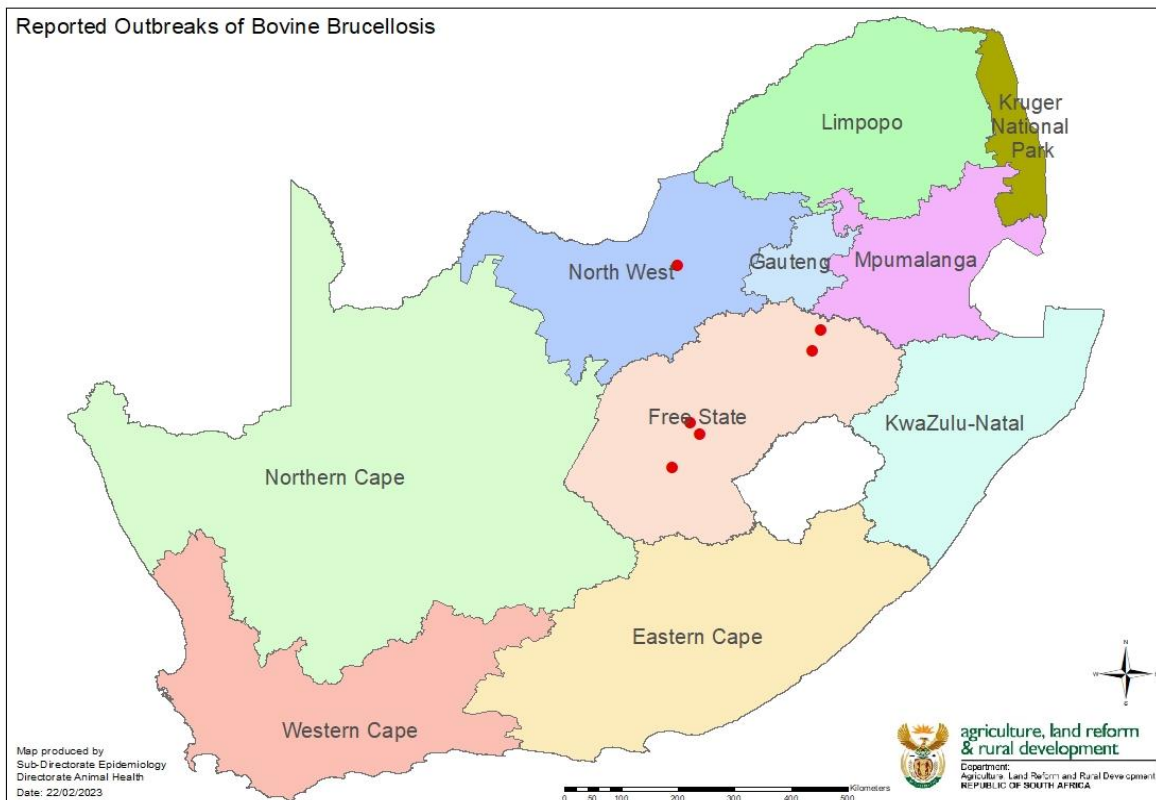 Reported Outbreaks of Bovine Brucellosis
Limpopo
Kruger
National
Park
North West
Gauteng
Mpumalanga
Free State
KwaZulu-Natal
Northern Cape
Eastern Cape
Western Cape
N
W
S
Map produced by
Sub-Directorate Epidemiology
Directorate Animal Health
Date: 22/02/2023
Kilometers
0 50 100 200 300 400 500
agriculture, land reform
& rural development
Department:
Agriculture, Land Reform and Rural Development
REPUBLIC OF SOUTH AFRICA